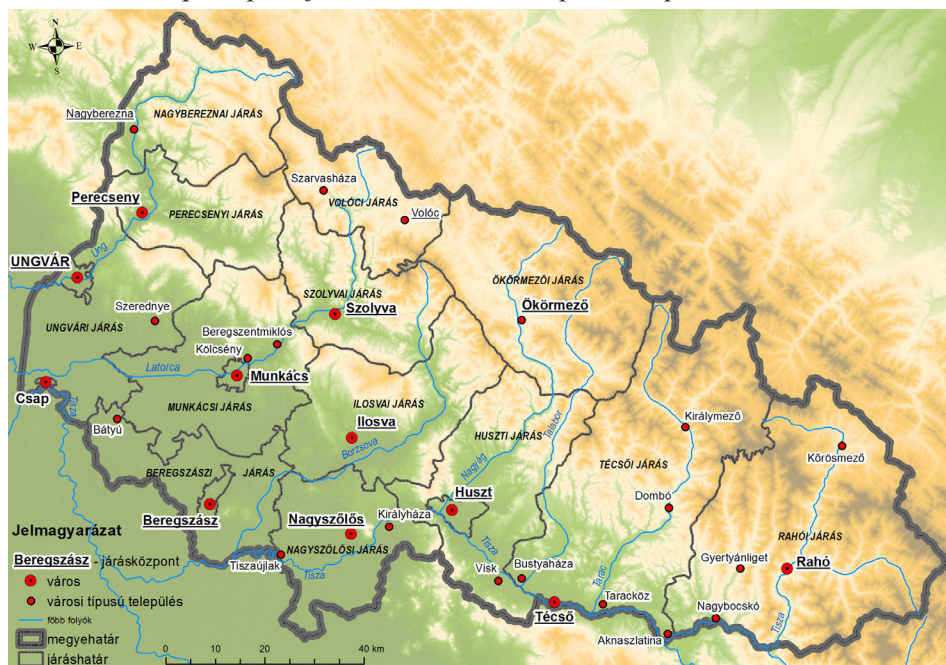 N
W E
S
Nagyberezna
NAGYBEREZNAI JÁRÁS
Szarvasháza
VOLÓCI JÁRÁS
Perecseny
PERECSENYI JÁRÁS
Volóc
Ung
UNGVÁR
ÖKÖRMEZŐI JÁRÁS
SZOLYVAI JÁRÁS
Szolyva
Ökörmező
Szerednye
UNGVÁRI JÁRÁS
Beregszentmiklós
Kölcsény
Latorca
Munkács
Csap
Tisza
MUNKÁCSI JÁRÁS
ILOSVAI JÁRÁS
Ilosva
Bátyú
Borzsova
HUSZTI JÁRÁS
Talabor
Nagyág
Királymező
Kőrösmező
TÉCSŐI JÁRÁS
BEREGSZÁSZI JÁRÁS
Beregszász
Huszt
Dombó
Nagyszőlős
Királyháza
NAGYSZŐLŐSI JÁRÁS
Tiszaújlak
Tisza
Tisza
RAHÓI JÁRÁS
Gyertyánliget
Rahó
Visk
Bustyaháza
Tarac
Técső
Taracköz
Nagybocskó
Tisza
Aknaszlatina
Jelmagyarázat
Beregszász - járásközpont
város
városi típusú település
főbb folyók
megyehatár
járáshatár
0 10 20 40 km